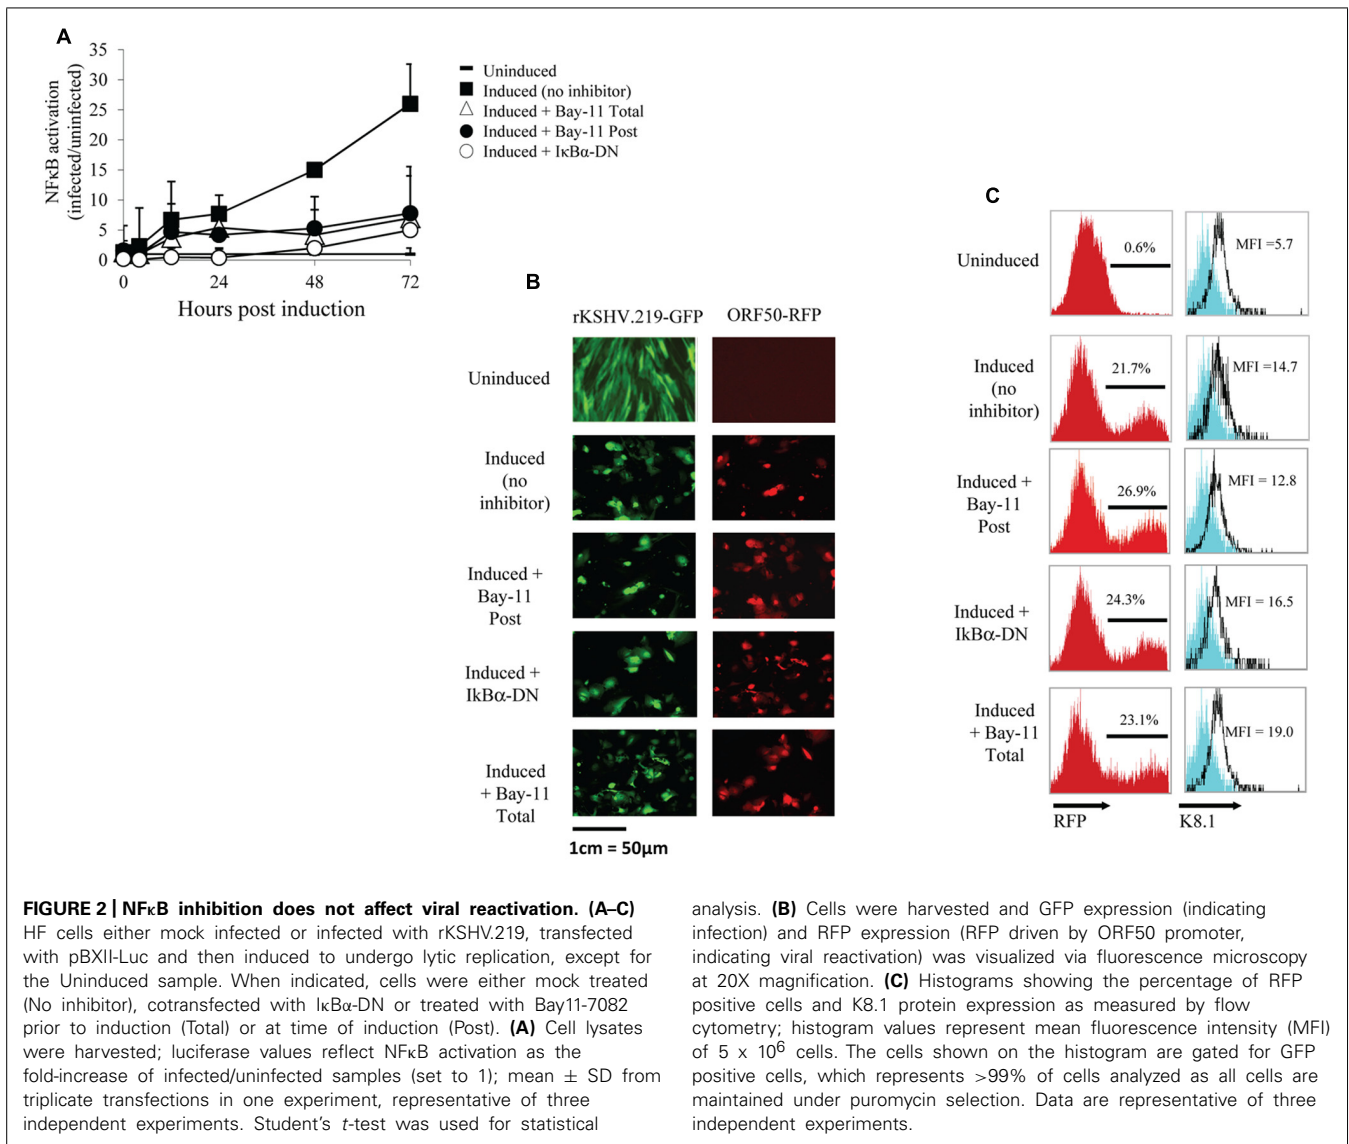 A
35
30
25
20
15
10
5
0
NFκB activation
(infected/uninfected)
0
24
48
72
Hours post induction
Uninduced
Induced (no inhibitor)
Induced + Bay-11 Total
Induced + Bay-11 Post
Induced + IκBα-DN
B
rKSHV.219-GFP
ORF50-RFP
Uninduced
Induced
(no
inhibitor)
Induced +
Bay-11
Post
Induced +
IkBα-DN
Induced
+ Bay-11
Total
1cm = 50µm
C
Uninduced
0.6%
MFI =5.7
Induced
(no
inhibitor)
21.7%
MFI =14.7
Induced +
Bay-11
Post
26.9%
MFI = 12.8
Induced +
IkBα-DN
24.3%
MFI = 16.5
Induced
+ Bay-11
Total
23.1%
MFI = 19.0
RFP
K8.1
FIGURE 2 | NFκB inhibition does not affect viral reactivation. (A–C)
HF cells either mock infected or infected with rKSHV.219, transfected
with pBXII-Luc and then induced to undergo lytic replication, except for
the Uninduced sample. When indicated, cells were either mock treated
(No inhibitor), cotransfected with IκBα-DN or treated with Bay11-7082
prior to induction (Total) or at time of induction (Post). (A) Cell lysates
were harvested; luciferase values reflect NFκB activation as the
fold-increase of infected/uninfected samples (set to 1); mean ± SD from
triplicate transfections in one experiment, representative of three
independent experiments. Student's t-test was used for statistical
analysis. (B) Cells were harvested and GFP expression (indicating
infection) and RFP expression (RFP driven by ORF50 promoter,
indicating viral reactivation) was visualized via fluorescence microscopy
at 20X magnification. (C) Histograms showing the percentage of RFP
positive cells and K8.1 protein expression as measured by flow
cytometry; histogram values represent mean fluorescence intensity (MFI)
of 5 x 10⁶ cells. The cells shown on the histogram are gated for GFP
positive cells, which represents >99% of cells analyzed as all cells are
maintained under puromycin selection. Data are representative of three
independent experiments.